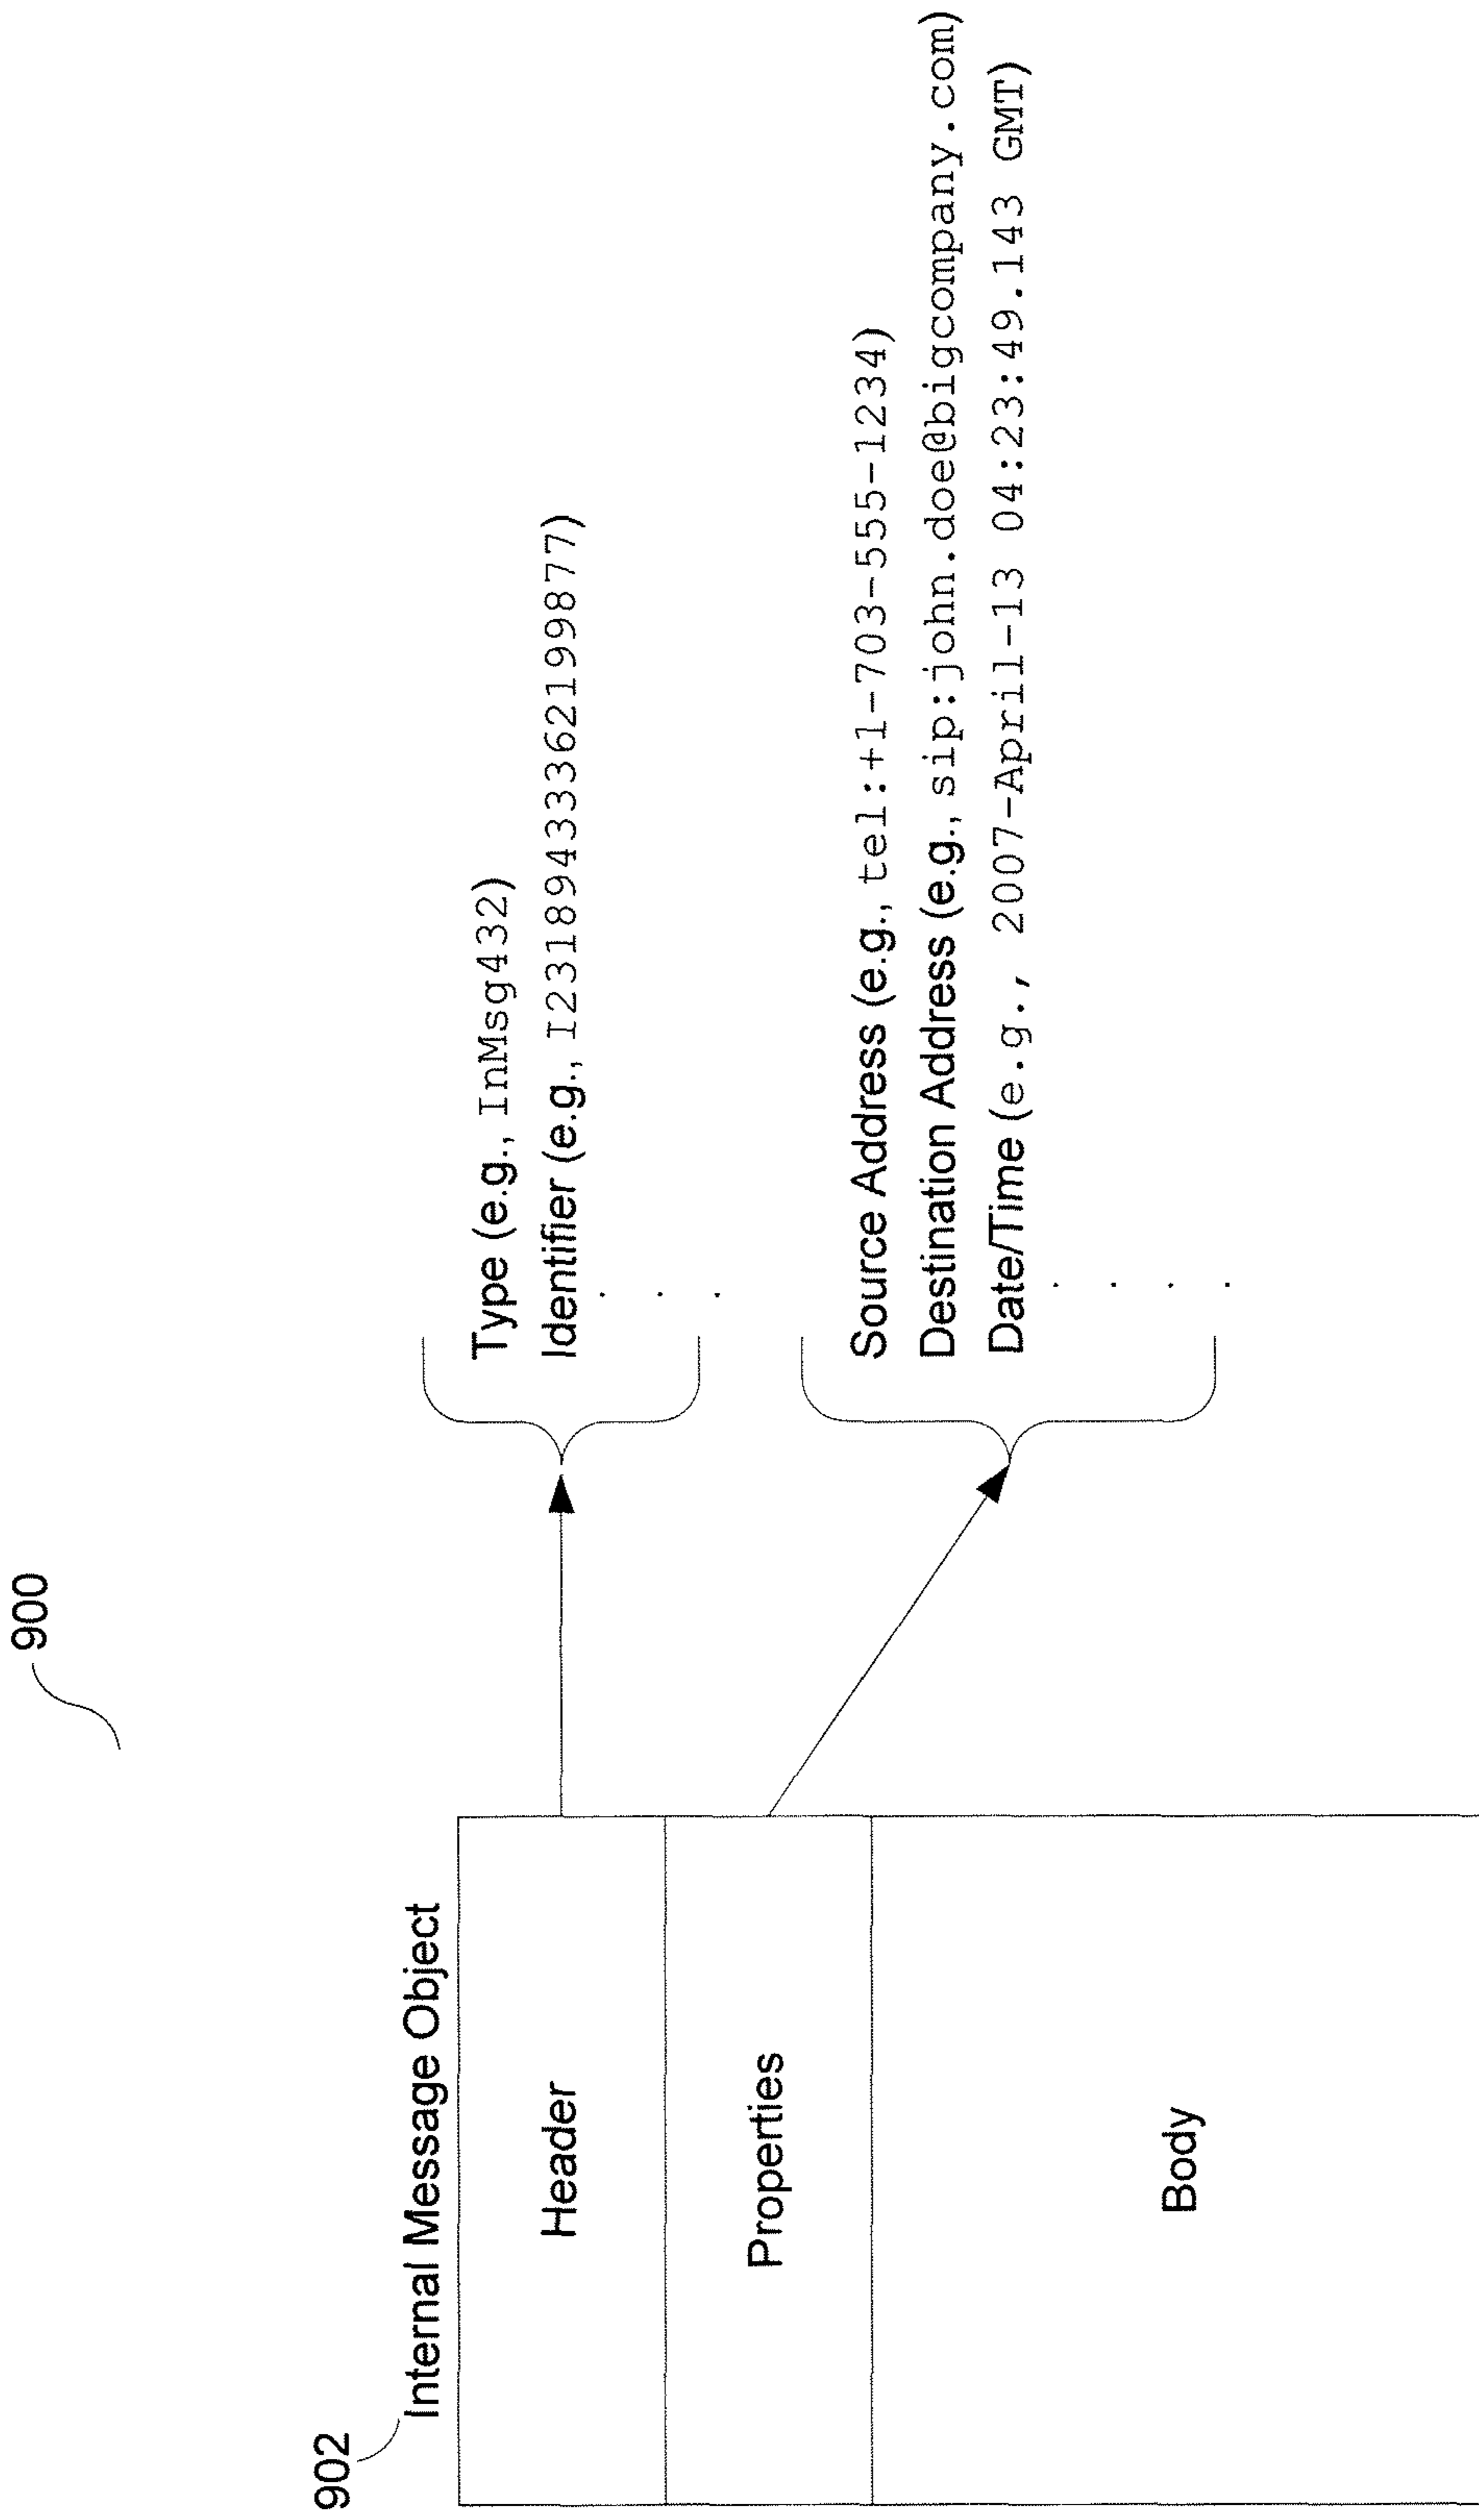 900
902
Internal Message Object
Header
Properties
Body
Type (e.g., InMsg432)
Identifier (e.g., I2318943336219987​7)
Source Address (e.g., tel:+1-703-555-1234)
Destination Address (e.g., sip:john.doe@bigcompany.com)
Date/Time (e.g., 2007-April-13 04:23:49.143 GMT)